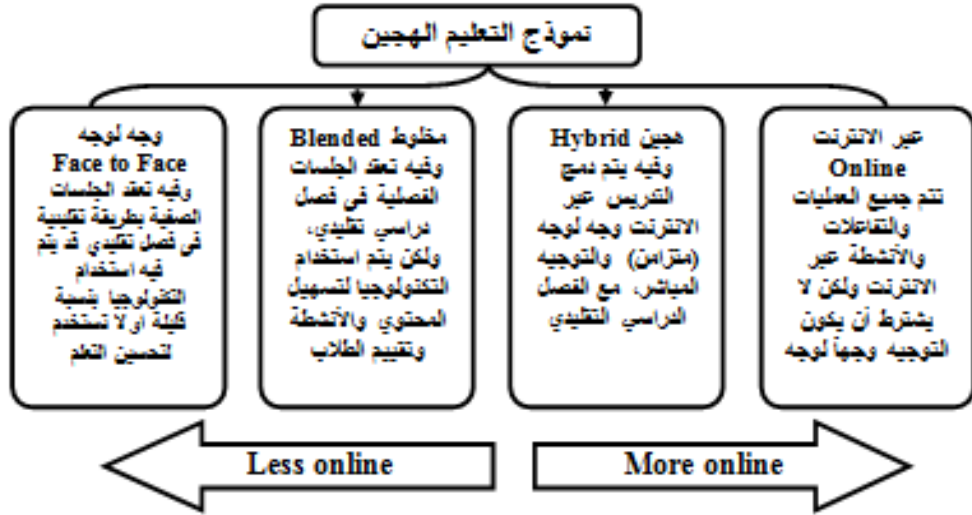 نموذج التعليم الهجين
عبر الانترنت
Online
تتم جميع العمليات
والتفاعلات
والأنشطة عبر
الانترنت ولكن لا
يشترط أن يكون
التوجيه وجهاً لوجه
هجين Hybrid
وفيه يتم دمج
التدريس عبر
الانترنت وجه لوجه
(متزامن) والتوجيه
المباشر، مع الفصل
الدراسي التقليدي
مخلوط Blended
وفيه تعقد الجلسات
الفصلية في فصل
دراسي تقليدي،
ولكن يتم استخدام
التكنولوجيا لتسهيل
المحتوي والأنشطة
وتقييم الطلاب
وجه لوجه
Face to Face
وفيه تعقد الجلسات
الصفية بطريقة تقليدية
في فصل تقليدي قد يتم
فيه استخدام
التكنولوجيا بنسبة
قليلة او لا تستخدم
لتحسين التعلم
More online
Less online